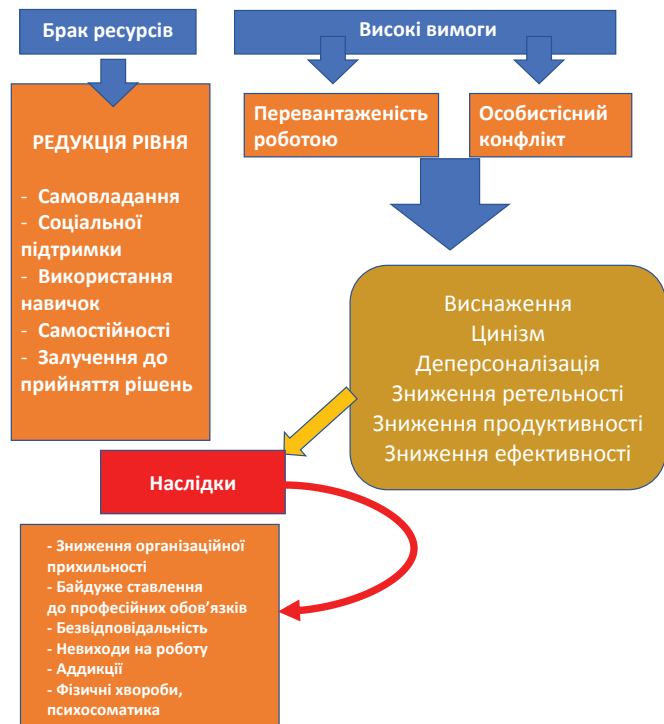 Брак ресурсів
Високі вимоги
РЕДУКЦІЯ РІВНЯ
- Самовладання
- Соціальної
підтримки
- Використання
навичок
- Самостійності
- Залучення до
прийняття рішень
Перевантаженість
роботою
Особистісний
конфлікт
Виснаження
Цинізм
Деперсоналізація
Зниження ретельності
Зниження продуктивності
Зниження ефективності
Наслідки
- Зниження організаційної
прихильності
- Байдуже ставлення
до професійних обов’язків
- Безвідповідальність
- Невиходи на роботу
- Аддикції
- Фізичні хвороби,
психосоматика